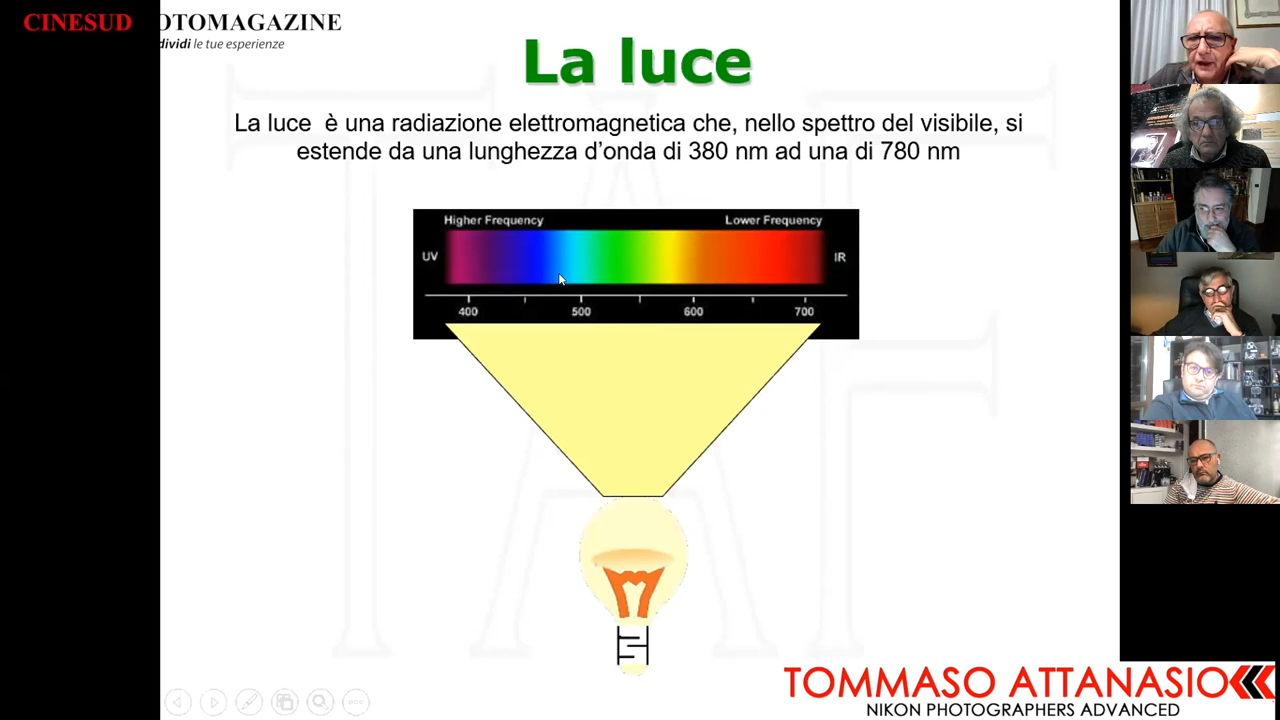 CINESUD OTOMAGAZINE
dividi le tue esperienze
La luce
La luce è una radiazione elettromagnetica che, nello spettro del visibile, si
estende da una lunghezza d’onda di 380 nm ad una di 780 nm
Higher Frequency Lower Frequency
UV IR
400 500 600 700
TOMMASO ATTANASIO
NIKON PHOTOGRAPHERS ADVANCED